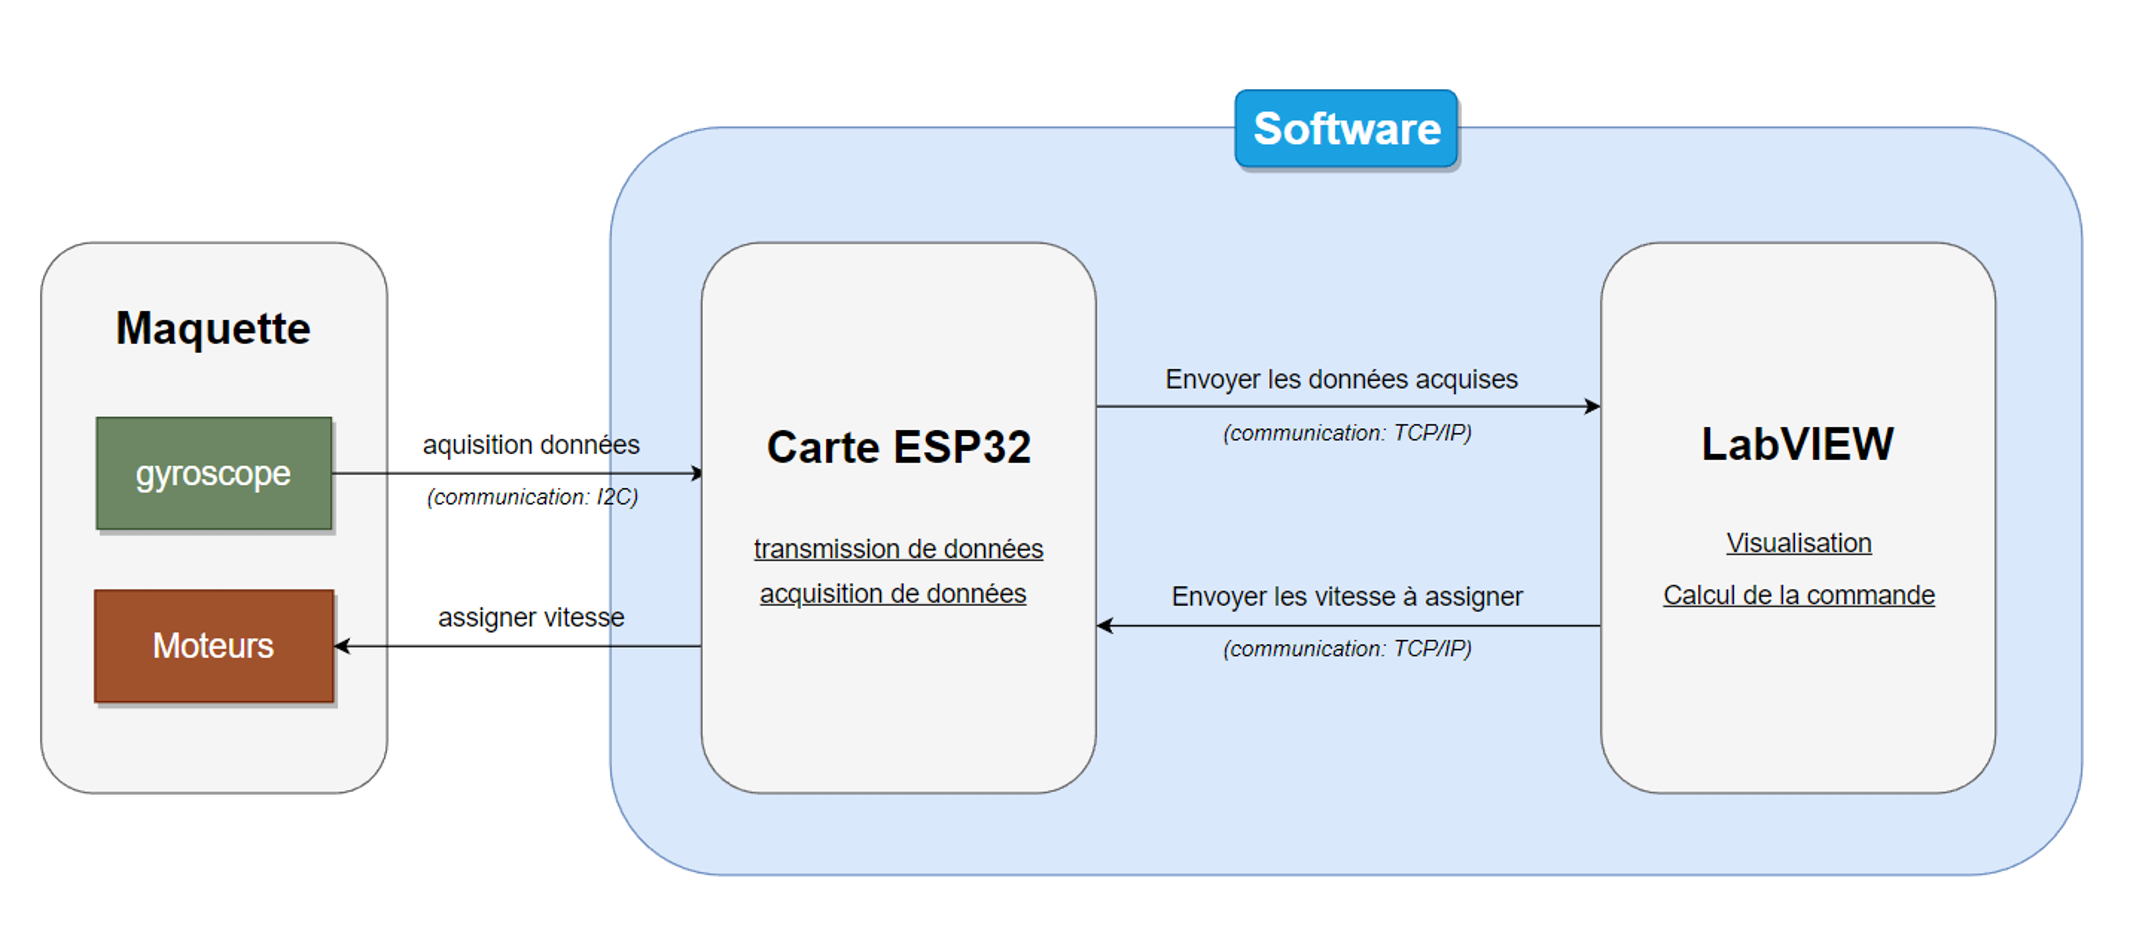 Software
Maquette
gyroscope
Moteurs
aquisition données
(communication: I2C)
assigner vitesse
Carte ESP32
transmission de données
acquisition de données
Envoyer les données acquises
(communication: TCP/IP)
Envoyer les vitesse à assigner
(communication: TCP/IP)
LabVIEW
Visualisation
Calcul de la commande